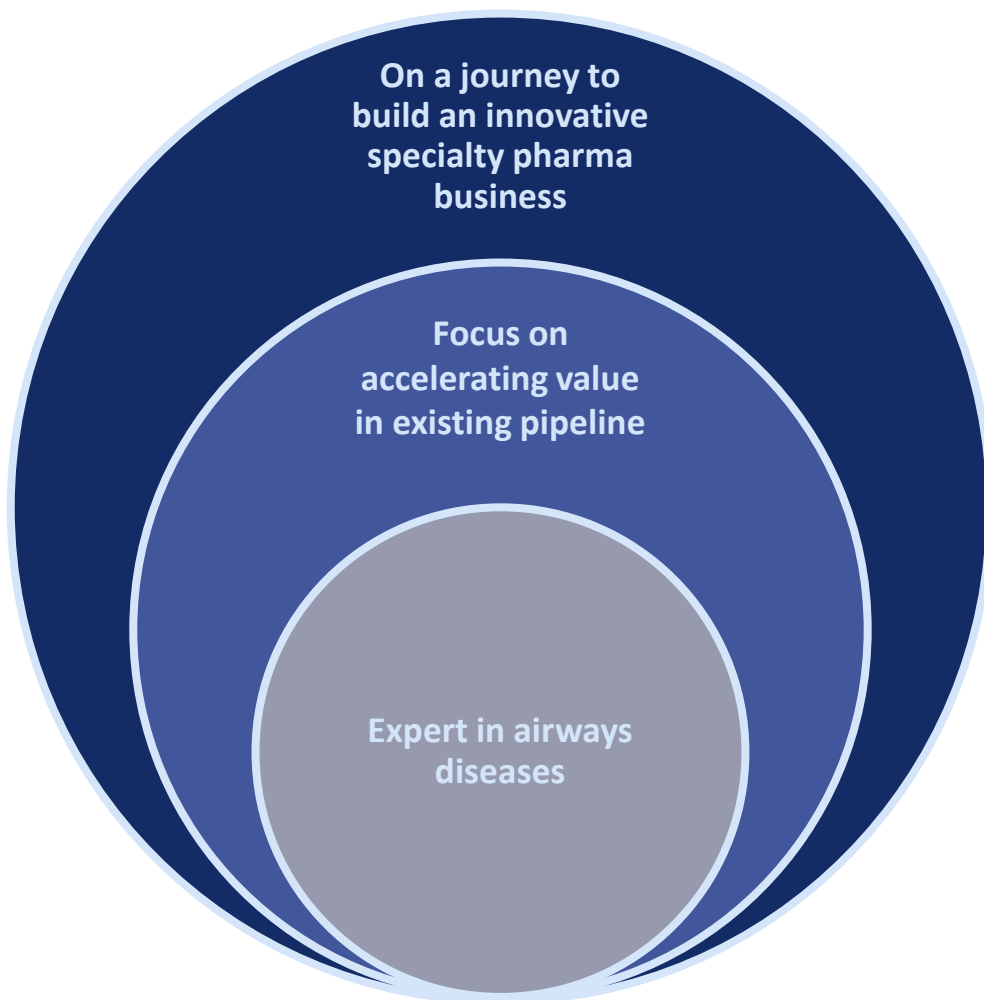 On a journey to
build an innovative
specialty pharma
business
Focus on
accelerating value
in existing pipeline
Expert in airways
diseases